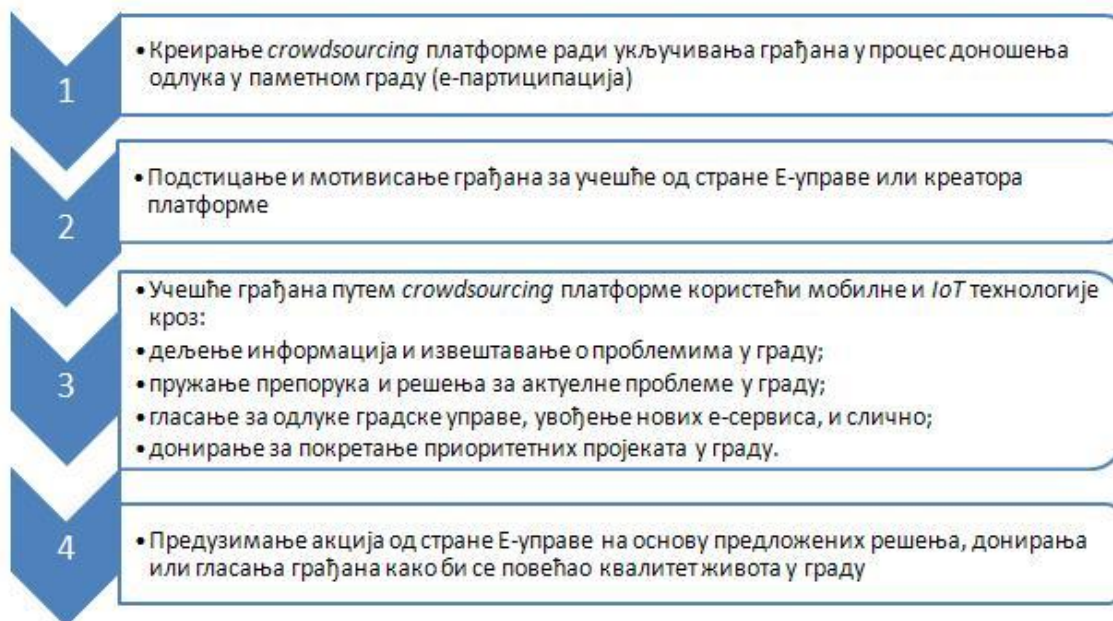 1
•Креирање crowdsourcing платформе ради укључивања грађана у процес доношења
одлука у паметном граду (е-партиципација)
2
•Подстицање и мотивисање грађана за учешће од стране Е-управе или креатора
платформе
3
•Учешће грађана путем crowdsourcing платформе користећи мобилне и IoT технологије
кроз:
•дељење информација и извештавање о проблемима у граду;
•пружање препорука и решења за актуелне проблеме у граду;
•гласање за одлуке градске управе, увођење нових е-сервиса, и слично;
•донирање за покретање приоритетних пројеката у граду.
4
•Предузимање акција од стране Е-управе на основу предложених решења, донирања
или гласања грађана како би се повећао квалитет живота у граду